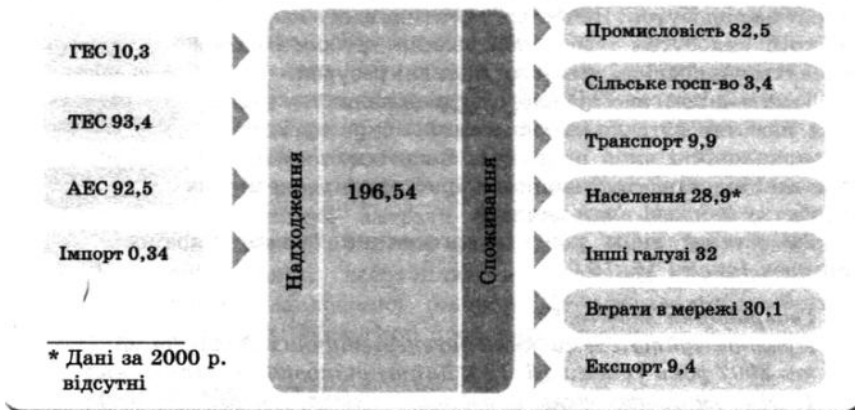 ГЕС 10,3
ТЕС 93,4
АЕС 92,5
Імпорт 0,34
Надходження
196,54
Споживання
Промисловість 82,5
Сільське госп-во 3,4
Транспорт 9,9
Населення 28,9*
Інші галузі 32
Втрати в мережі 30,1
Експорт 9,4
* Дані за 2000 р.
відсутні